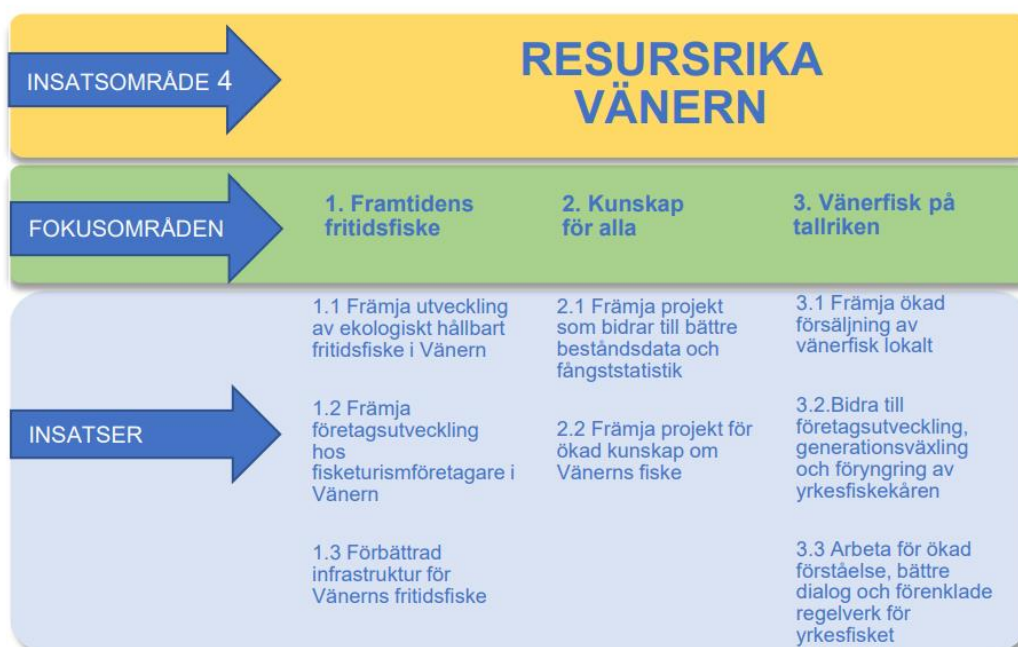 INSATSOMRÅDE 4
RESURSRIKA
VÄNERN
FOKUSOMRÅDEN
1. Framtidens
fritidsfiske
2. Kunskap
för alla
3. Vänerfisk på
tallriken
INSATSER
1.1 Främja utveckling
av ekologiskt hållbart
fritidsfiske i Vänern
1.2 Främja
företagsutveckling
hos
fisketurismföretagare i
Vänern
1.3 Förbättrad
infrastruktur för
Vänerns fritidsfiske
2.1 Främja projekt
som bidrar till bättre
beståndsdata och
fångststatistik
2.2 Främja projekt för
ökad kunskap om
Vänerns fiske
3.1 Främja ökad
försäljning av
vänerfisk lokalt
3.2.Bidra till
företagsutveckling,
generationsväxling
och föryngring av
yrkesfiskekåren
3.3 Arbeta för ökad
förståelse, bättre
dialog och förenklade
regelverk för
yrkesfisket